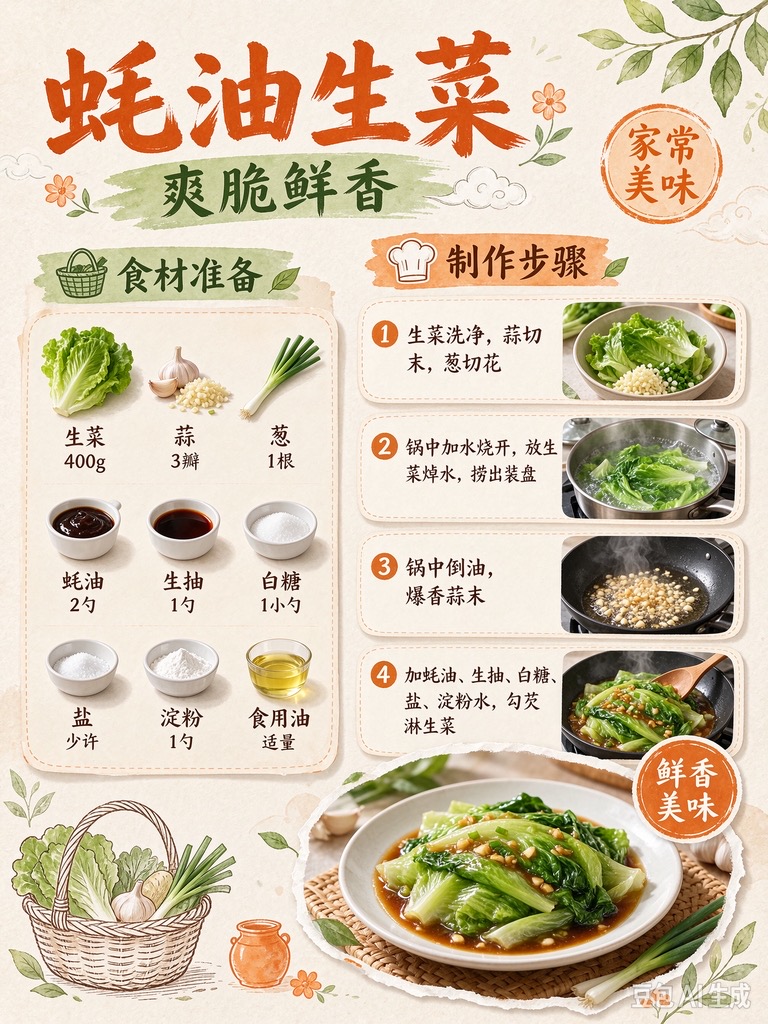 蚝油生菜
爽脆鲜香
家常
美味
食材准备
生菜
400g
蒜
3瓣
葱
1根
蚝油
2勺
生抽
1勺
白糖
1小勺
盐
少许
淀粉
1勺
食用油
适量
制作步骤
1
生菜洗净，蒜切
末，葱切花
2
锅中加水烧开，放生
菜焯水，捞出装盘
3
锅中倒油，
爆香蒜末
4
加蚝油、生抽、白糖、
盐、淀粉水，勾芡
淋生菜
鲜香
美味
豆包 AI 生成